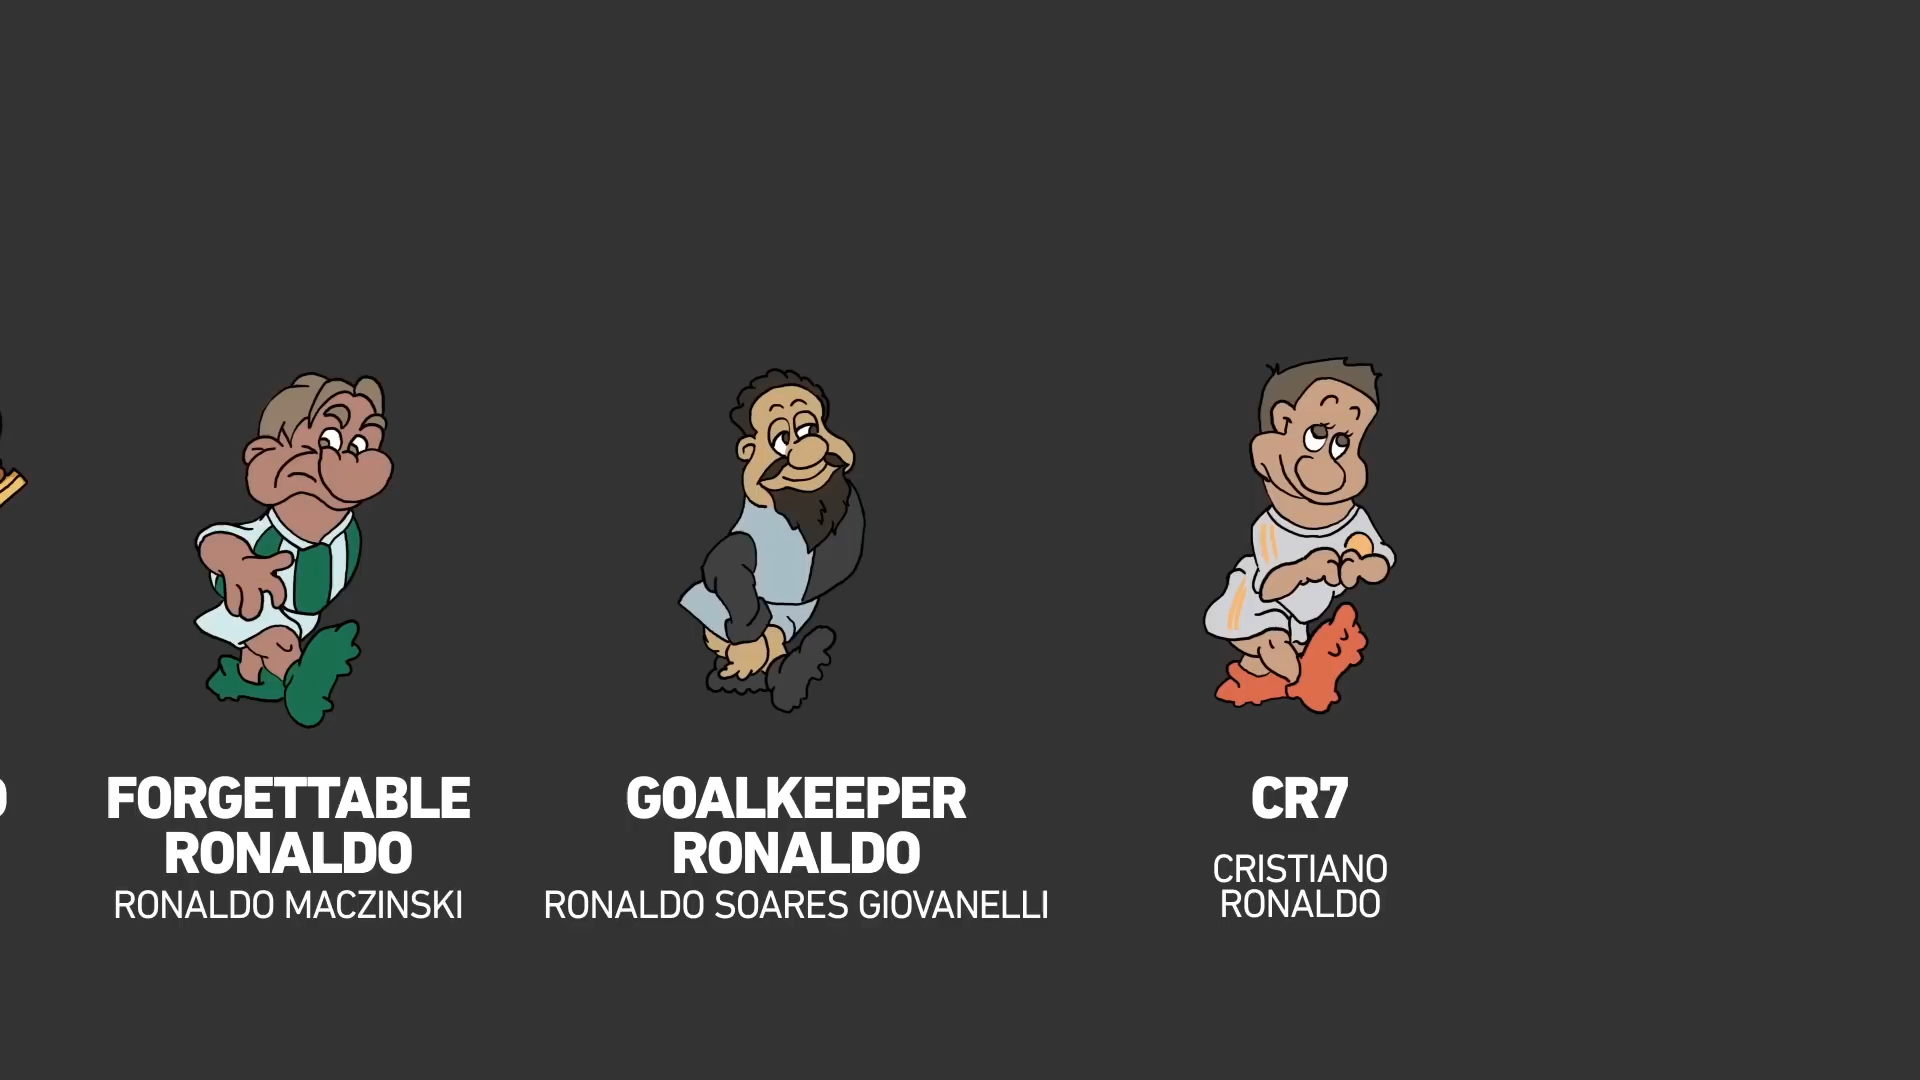 FORGETTABLE
RONALDO
RONALDO MACZINSKI
GOALKEEPER
RONALDO
RONALDO SOARES GIOVANELLI
CR7
CRISTIANO
RONALDO